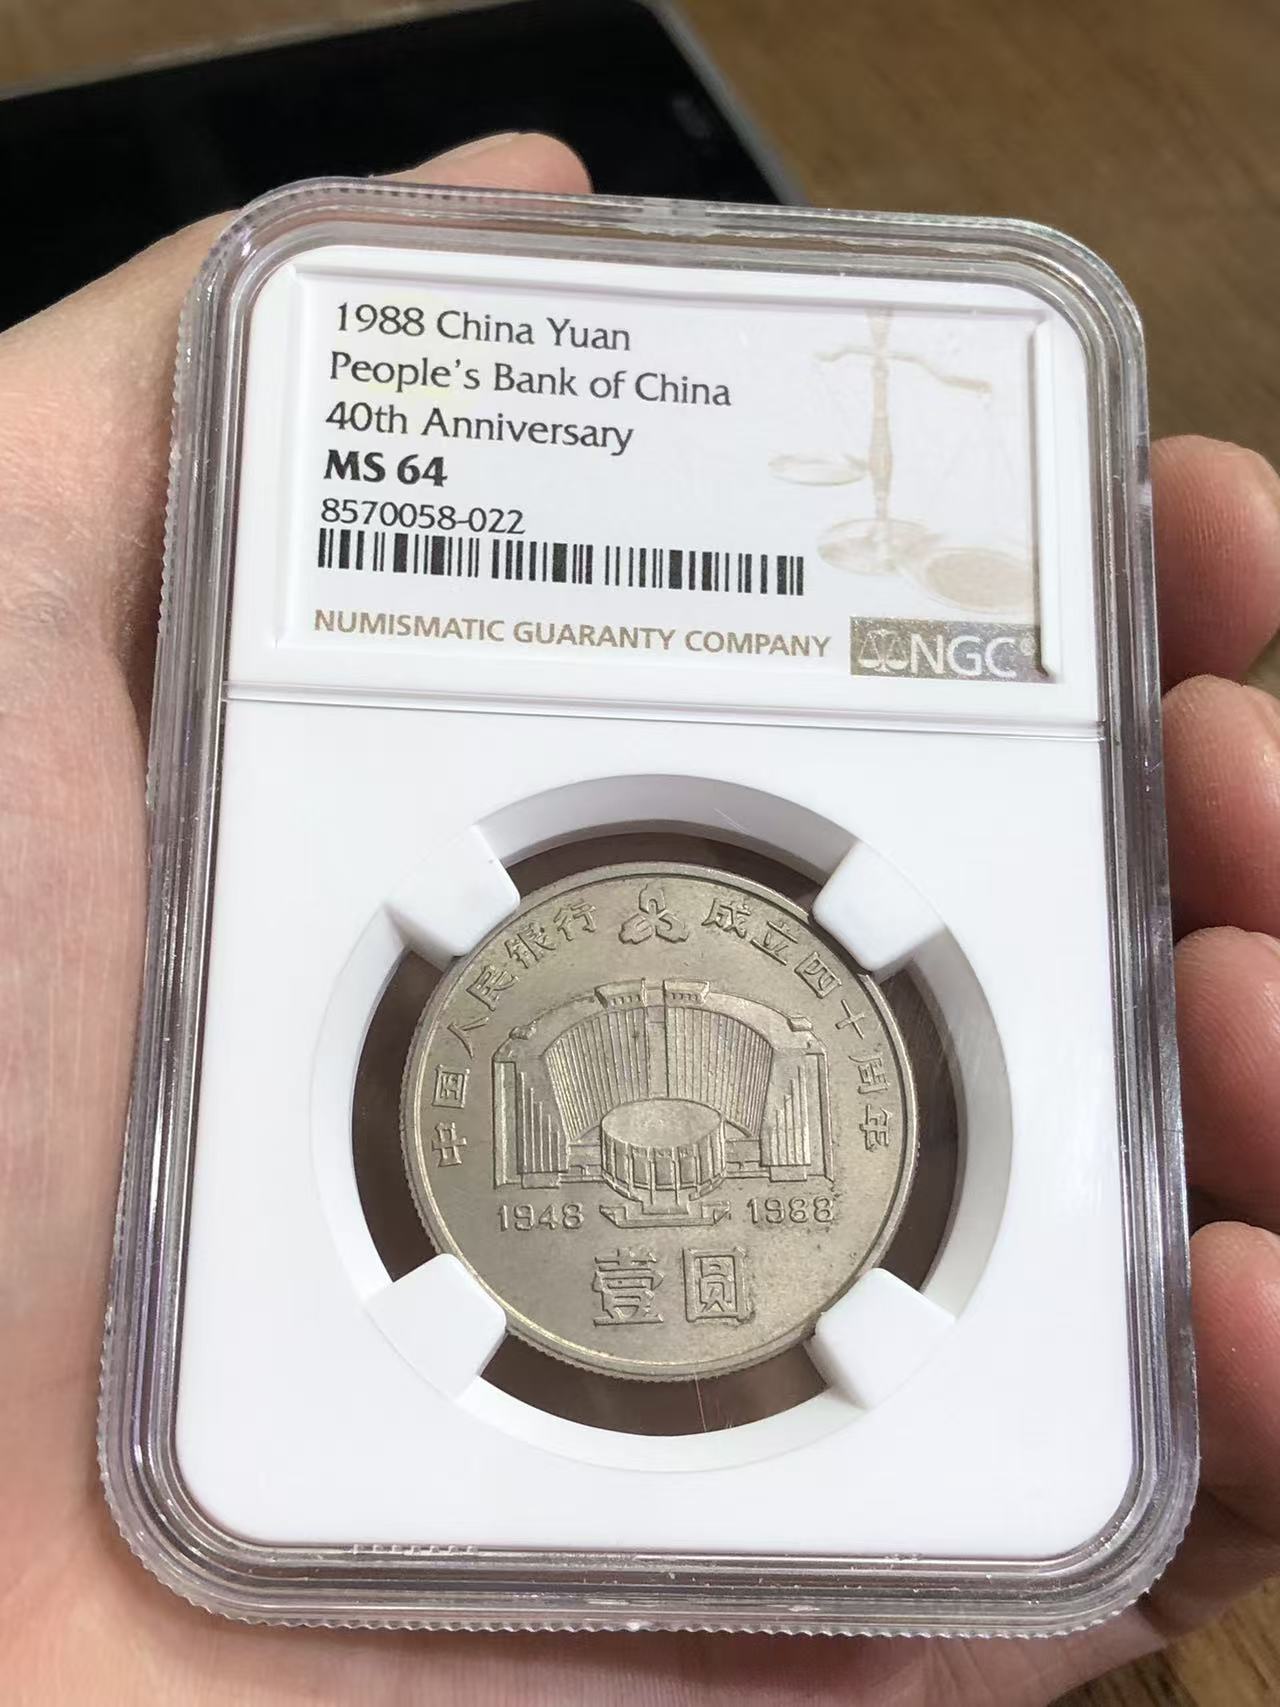 1988 China Yuan
People's Bank of China
40th Anniversary
MS 64
8570058-022
NUMISMATIC GUARANTY COMPANY
NGC
中国人民银行 成立四十周年
1948 1988
壹圆